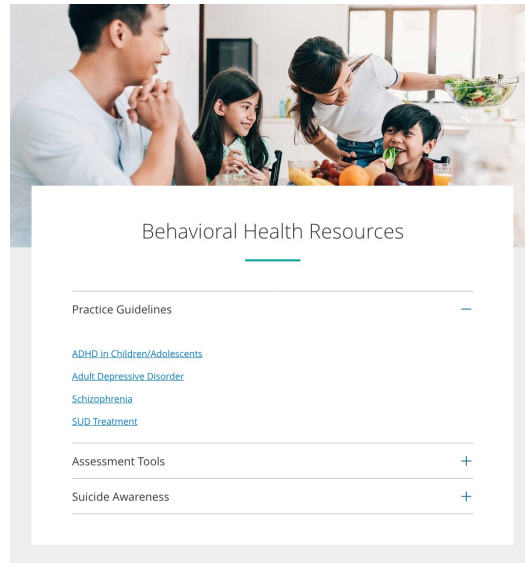 Behavioral Health Resources
Practice Guidelines
ADHD in Children/Adolescents
Adult Depressive Disorder
Schizophrenia
SUD Treatment
Assessment Tools
Suicide Awareness